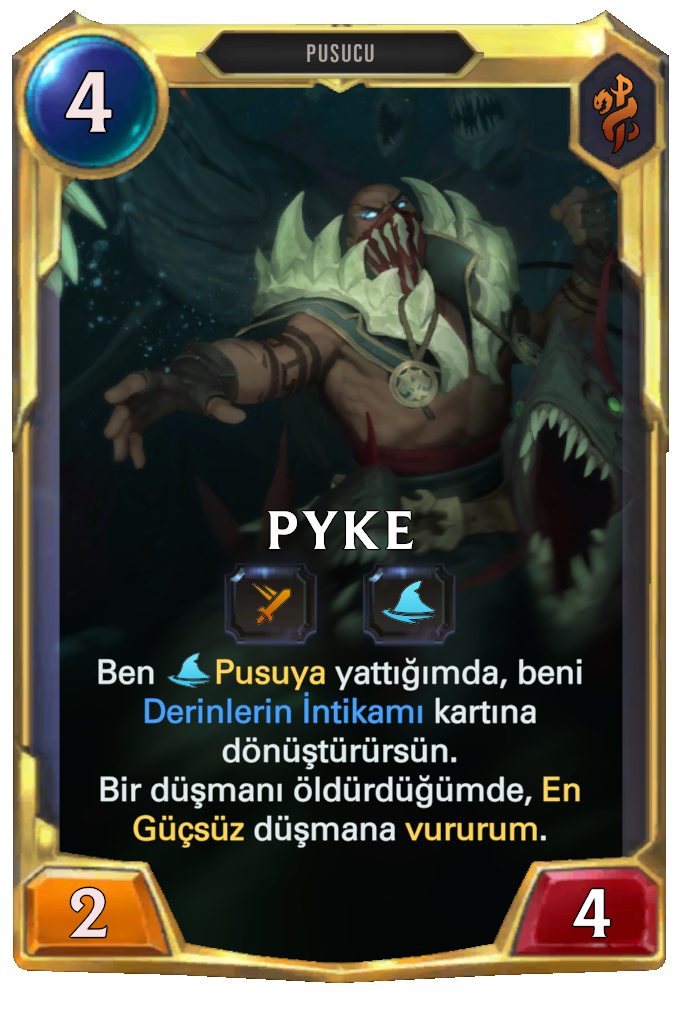 PUSUCU
4
PYKE
Ben Pusuya yattığımda, beni
Derinlerin İntikamı kartına
dönüştürürsün.
Bir düşmanı öldürdüğümde, En
Güçsüz düşmana vururum.
2
4